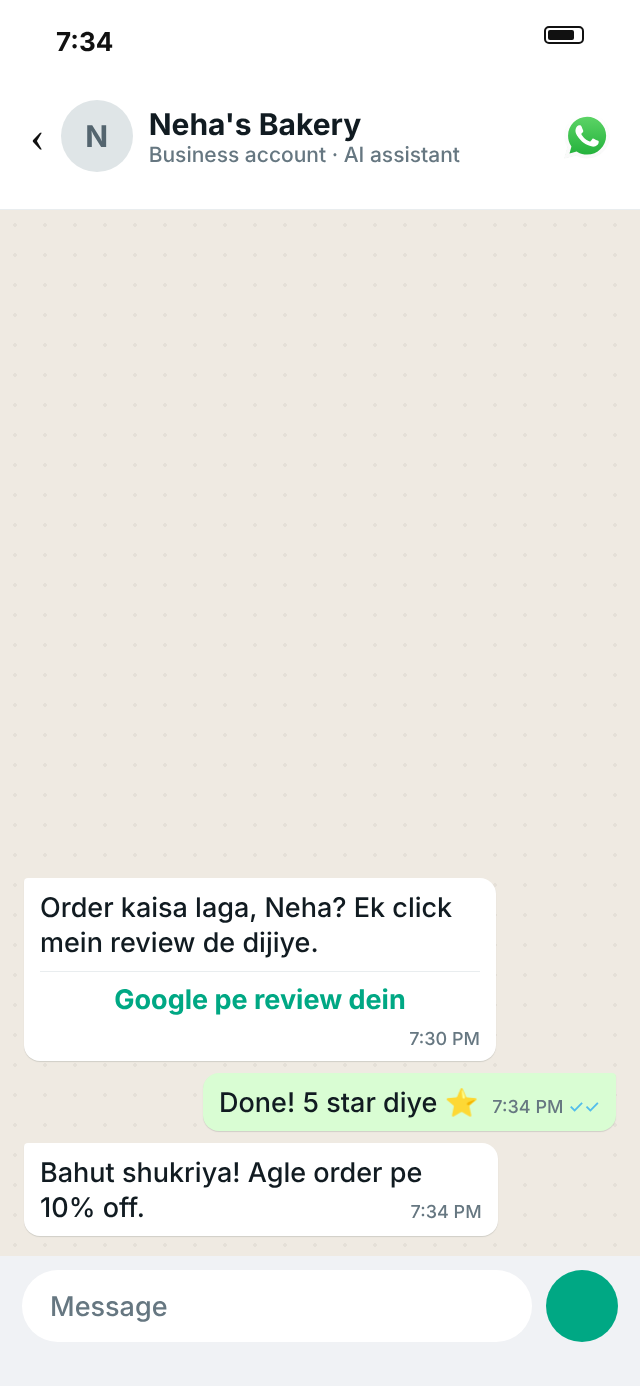 7:34
‹
N
Neha's Bakery
Business account · AI assistant
Order kaisa laga, Neha? Ek click
mein review de dijiye.
Google pe review dein
7:30 PM
Done! 5 star diye ⭐ 7:34 PM ✓✓
Bahut shukriya! Agle order pe
10% off. 7:34 PM
Message